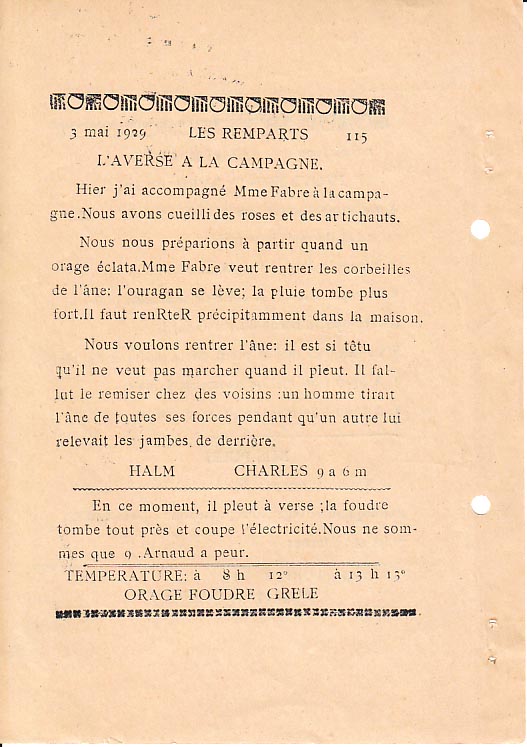 3 mai 1929 LES REMPARTS 115
L'AVERSE A LA CAMPAGNE.
Hier j'ai accompagné Mme Fabre à la campa-
gne.Nous avons cueilli des roses et des artichauts.
Nous nous préparions à partir quand un
orage éclata.Mme Fabre veut rentrer les corbeilles
de l'âne: l'ouragan se lève; la pluie tombe plus
fort.Il faut renRteR précipitamment dans la maison.
Nous voulons rentrer l'âne: il est si têtu
qu'il ne veut pas marcher quand il pleut. Il fal-
lut le remiser chez des voisins :un homme tirait
l'âne de toutes ses forces pendant qu'un autre lui
relevait les jambes de derrière.
HALM CHARLES 9 a 6 m
En ce moment, il pleut à verse ;la foudre
tombe tout près et coupe l'électricité.Nous ne som-
mes que 9 .Arnaud a peur.
TEMPERATURE: à 8 h 12° à 13 h 13°
ORAGE FOUDRE GRELE